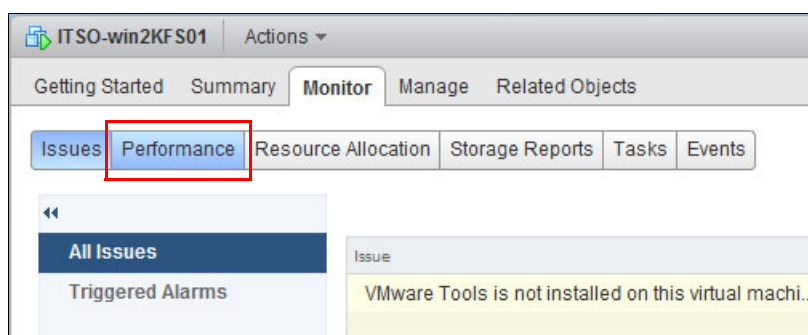 ITSO-win2KFS01 Actions
Getting Started Summary Monitor Manage Related Objects
Issues Performance Resource Allocation Storage Reports Tasks Events
All Issues
Triggered Alarms
Issue
VMware Tools is not installed on this virtual machi...